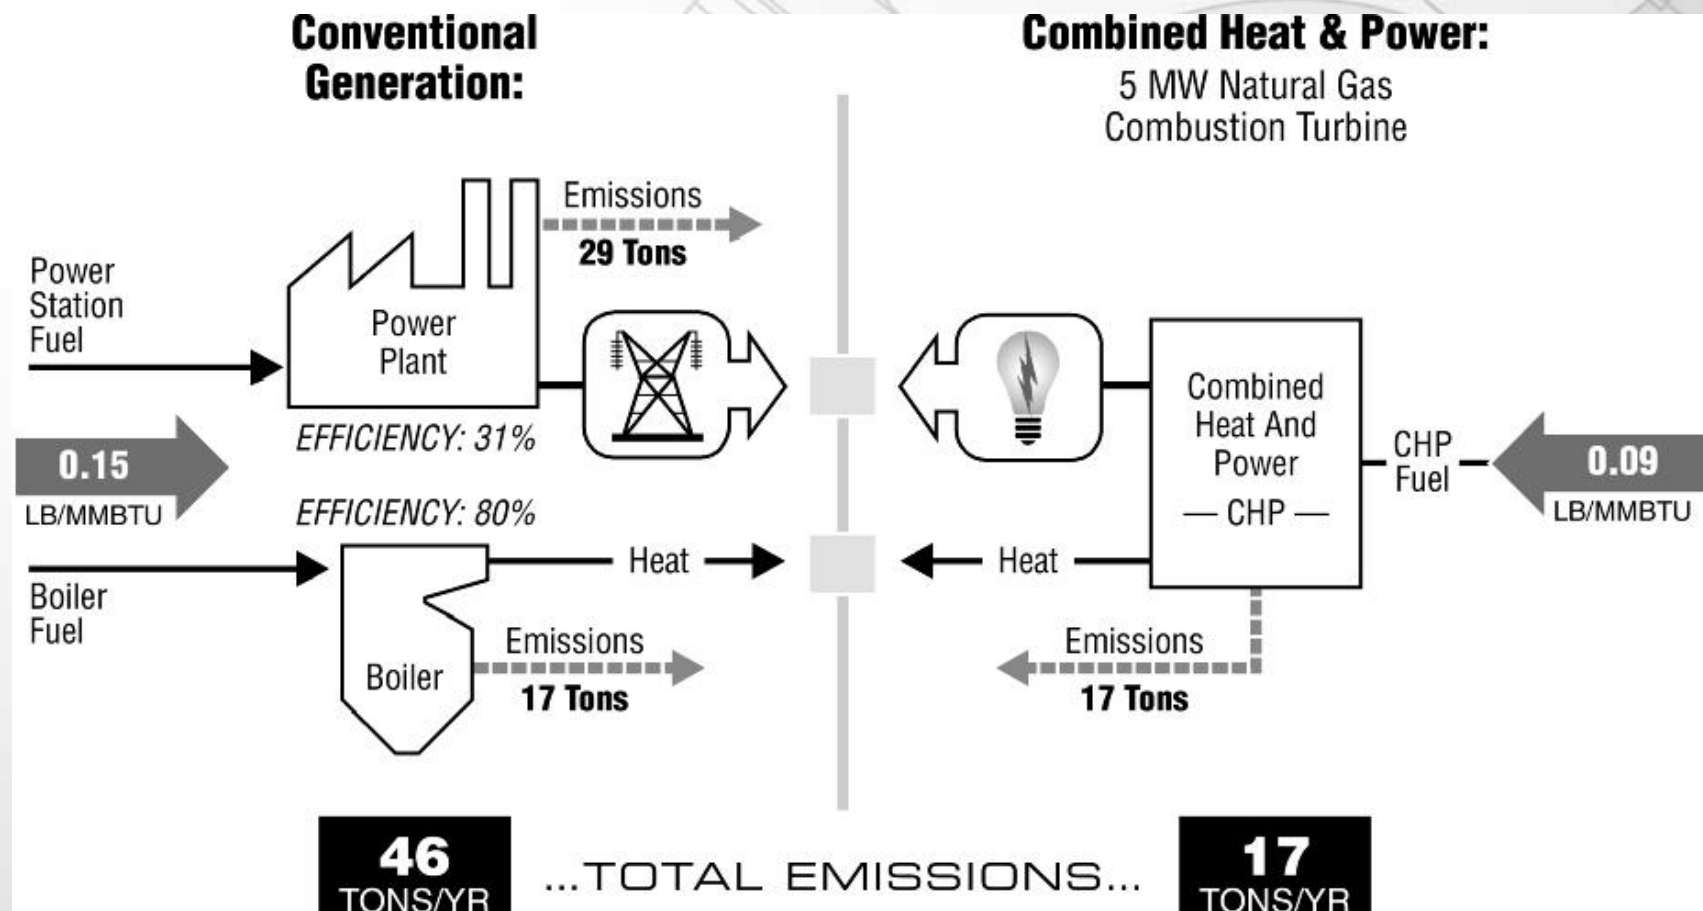 Conventional
Generation:
Emissions
29 Tons
Power
Station
Fuel
Power
Plant
EFFICIENCY: 31%
0.15
LB/MMBTU
EFFICIENCY: 80%
Heat
Boiler
Fuel
Boiler
Emissions
17 Tons
46
TONS/YR
...TOTAL EMISSIONS...
Combined Heat & Power:
5 MW Natural Gas
Combustion Turbine
Combined
Heat And
Power
— CHP —
CHP
Fuel
0.09
LB/MMBTU
Heat
Emissions
17 Tons
17
TONS/YR